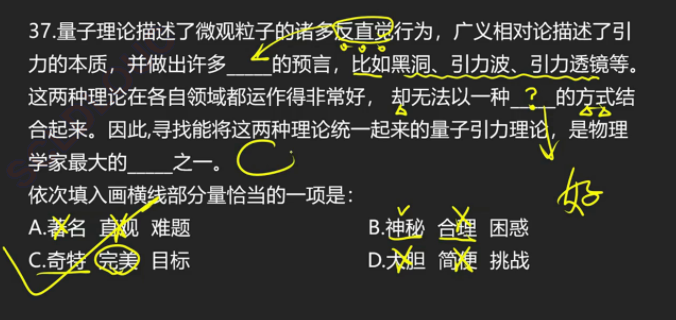 37.量子理论描述了微观粒子的诸多反直觉行为，广义相对论描述了引
力的本质，并做出许多_____的预言，比如黑洞、引力波、引力透镜等。
这两种理论在各自领域都运作得非常好， 却无法以一种__?__的方式结
合起来。因此,寻找能将这两种理论统一起来的量子引力理论，是物理
学家最大的_____之一。
好
依次填入画横线部分量恰当的一项是：
A.著名 直观 难题 B.神秘 合理 困惑
C.奇特 完美 目标 D.大胆 简便 挑战